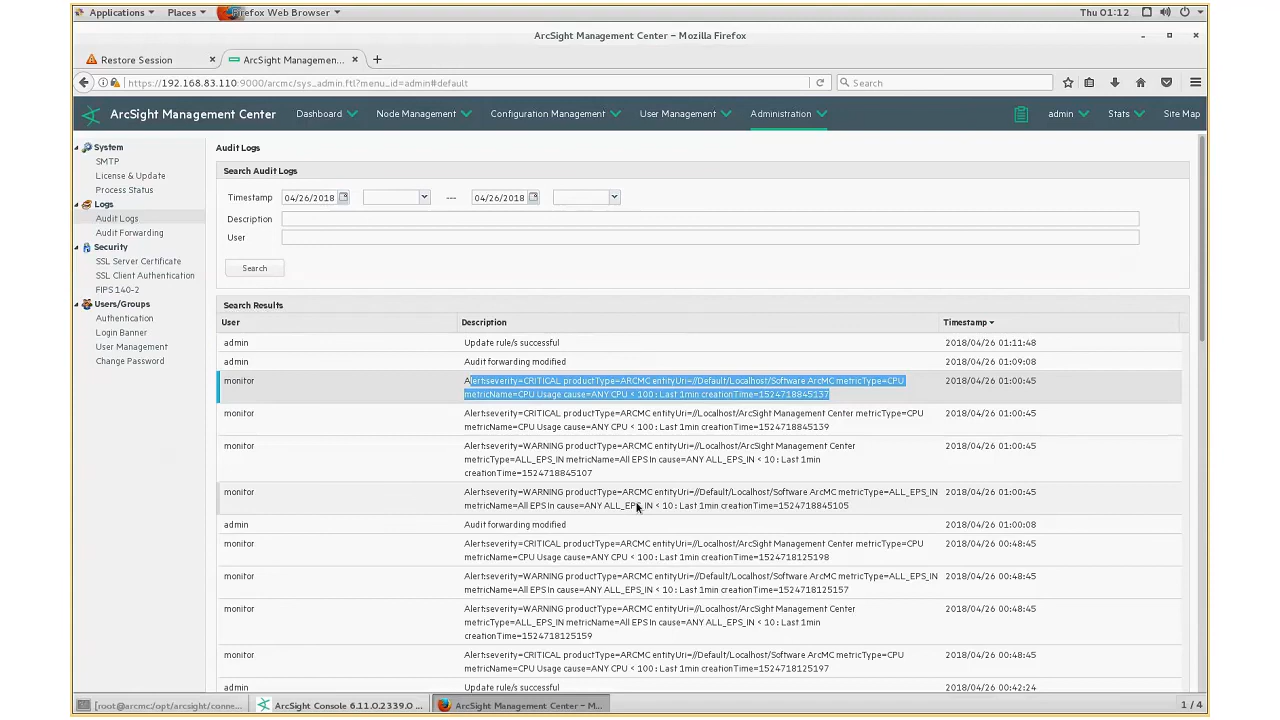 Applications Places Firefox Web Browser Thu 01:12
ArcSight Management Center – Mozilla Firefox
Restore Session × ArcSight Management... × +
https://192.168.83.110:9000/arcmc/sys_admin.ftl?menu_id=admin#default Search
ArcSight Management Center Dashboard Node Management Configuration Management User Management Administration admin Stats Site Map
System
SMTP
License & Update
Process Status
Logs
Audit Logs
Audit Forwarding
Security
SSL Server Certificate
SSL Client Authentication
FIPS 140-2
Users/Groups
Authentication
Login Banner
User Management
Change Password
Audit Logs
Search Audit Logs
Timestamp 04/26/2018 --- 04/26/2018
Description
User
Search
Search Results
User Description Timestamp
admin Update rule/s successful 2018/04/26 01:11:48
admin Audit forwarding modified 2018/04/26 01:09:08
monitor Alert:severity=CRITICAL productType=ARCMC entityUri=//Default/Localhost/Software ArcMC metricType=CPU 2018/04/26 01:00:45
metricName=CPU Usage cause=ANY CPU < 100 : Last 1min creationTime=1524718845137
monitor Alert:severity=CRITICAL productType=ARCMC entityUri=//Localhost/ArcSight Management Center metricType=CPU 2018/04/26 01:00:45
metricName=CPU Usage cause=ANY CPU < 100 : Last 1min creationTime=1524718845139
monitor Alert:severity=WARNING productType=ARCMC entityUri=//Localhost/ArcSight Management Center 2018/04/26 01:00:45
metricType=ALL_EPS_IN metricName=All EPS In cause=ANY ALL_EPS_IN < 10 : Last 1min
creationTime=1524718845107
monitor Alert:severity=WARNING productType=ARCMC entityUri=//Default/Localhost/Software ArcMC metricType=ALL_EPS_IN 2018/04/26 01:00:45
metricName=All EPS In cause=ANY ALL_EPS_IN < 10 : Last 1min creationTime=1524718845105
admin Audit forwarding modified 2018/04/26 01:00:08
monitor Alert:severity=CRITICAL productType=ARCMC entityUri=//Localhost/ArcSight Management Center metricType=CPU 2018/04/26 00:48:45
metricName=CPU Usage cause=ANY CPU < 100 : Last 1min creationTime=1524718125198
monitor Alert:severity=WARNING productType=ARCMC entityUri=//Default/Localhost/Software ArcMC metricType=ALL_EPS_IN 2018/04/26 00:48:45
metricName=All EPS In cause=ANY ALL_EPS_IN < 10 : Last 1min creationTime=1524718125157
monitor Alert:severity=WARNING productType=ARCMC entityUri=//Localhost/ArcSight Management Center 2018/04/26 00:48:45
metricType=ALL_EPS_IN metricName=All EPS In cause=ANY ALL_EPS_IN < 10 : Last 1min
creationTime=1524718125159
monitor Alert:severity=CRITICAL productType=ARCMC entityUri=//Default/Localhost/Software ArcMC metricType=CPU 2018/04/26 00:48:45
metricName=CPU Usage cause=ANY CPU < 100 : Last 1min creationTime=1524718125197
admin Update rule/s successful 2018/04/26 00:42:24
[root@arcmc:/opt/arcsight/conne... ArcSight Console 6.11.0.2339.0 ... ArcSight Management Center – M... 1 / 4